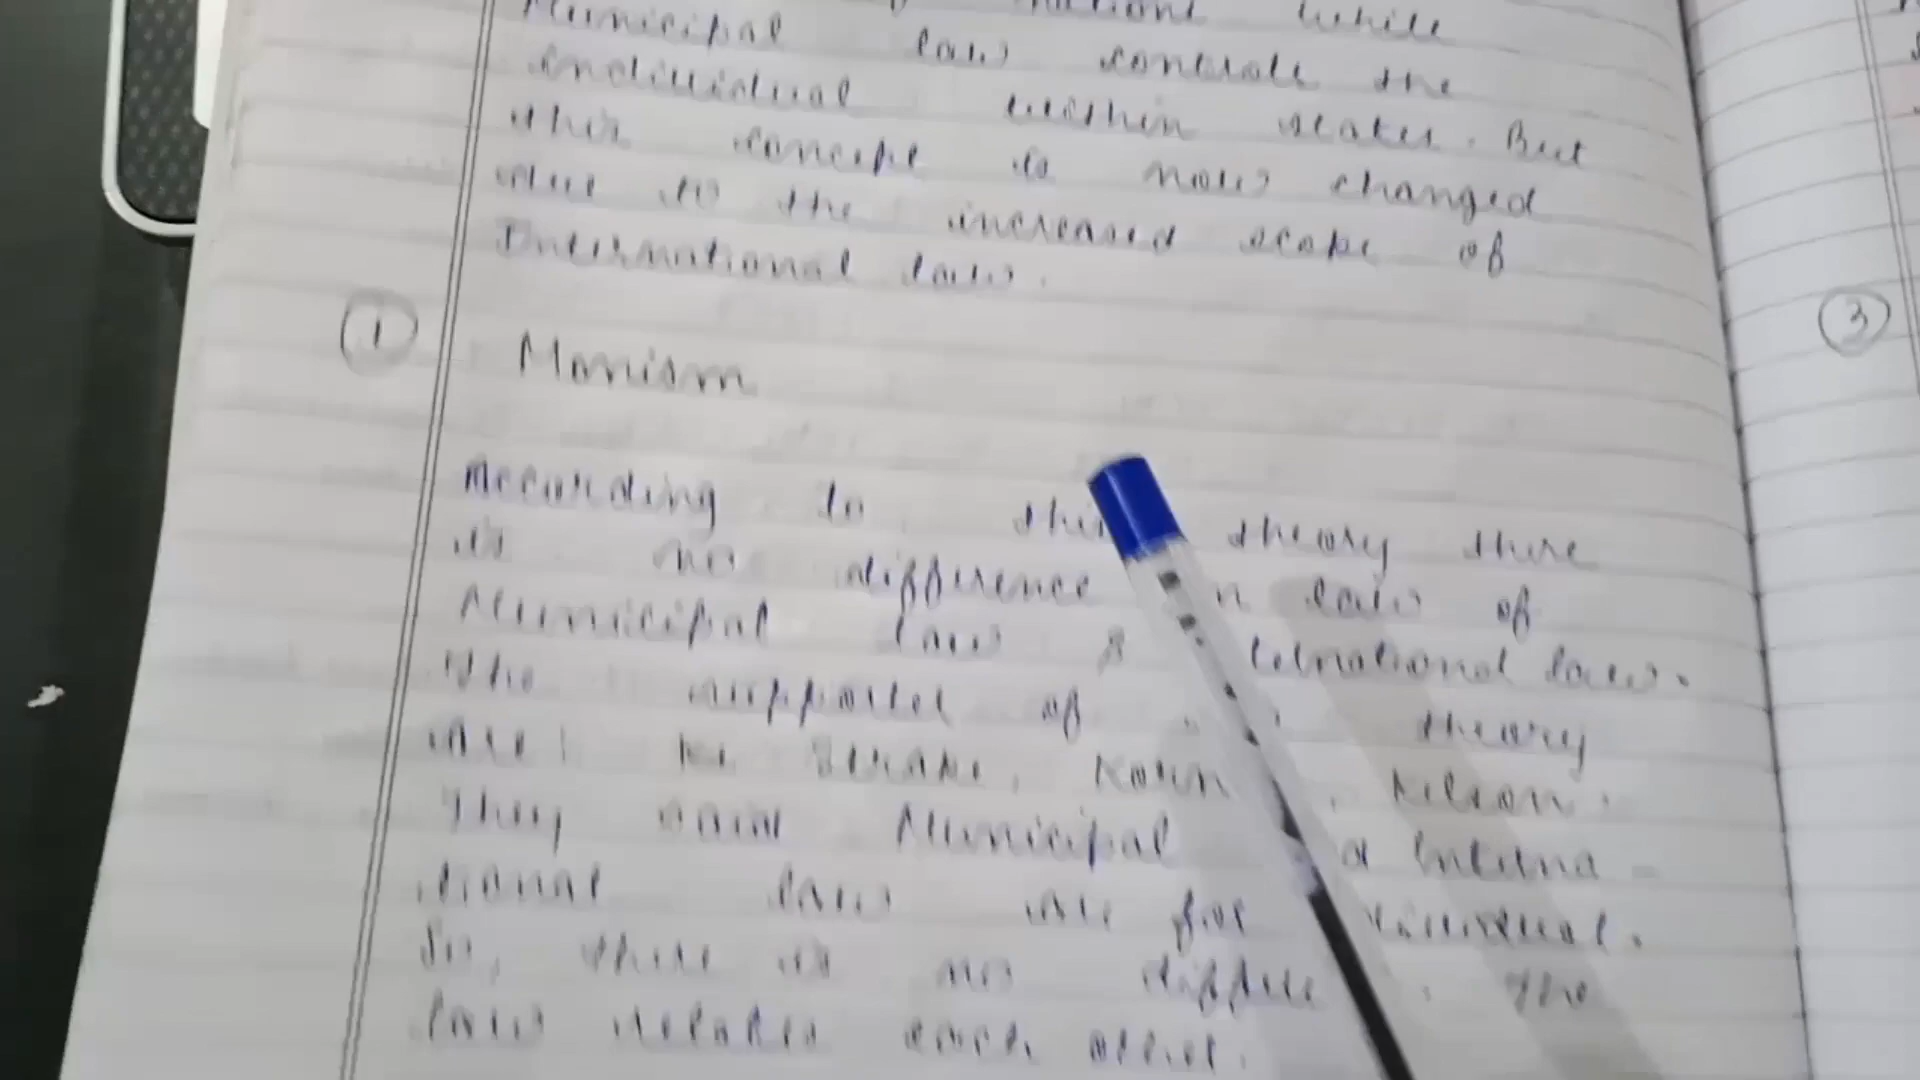 while
Municipal law controls the
individual within states. But
this concept is now changed
due to the increased scope of
International law.
① Monism
According to this theory there
is no difference in law of
Municipal law & International law.
The supporter of theory
are
They said Municipal & Interna-
tional law are for individual.
So, there is no The
law relates each other.
③